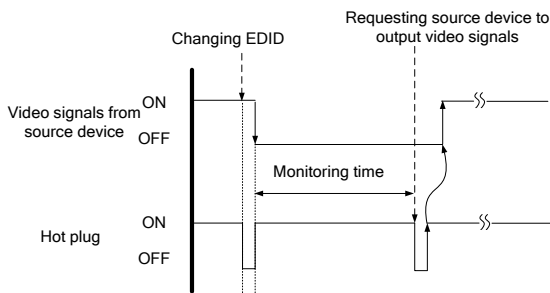 Requesting source device to
output video signals
Changing EDID
Video signals from
source device
ON
OFF
Monitoring time
Hot plug
ON
OFF